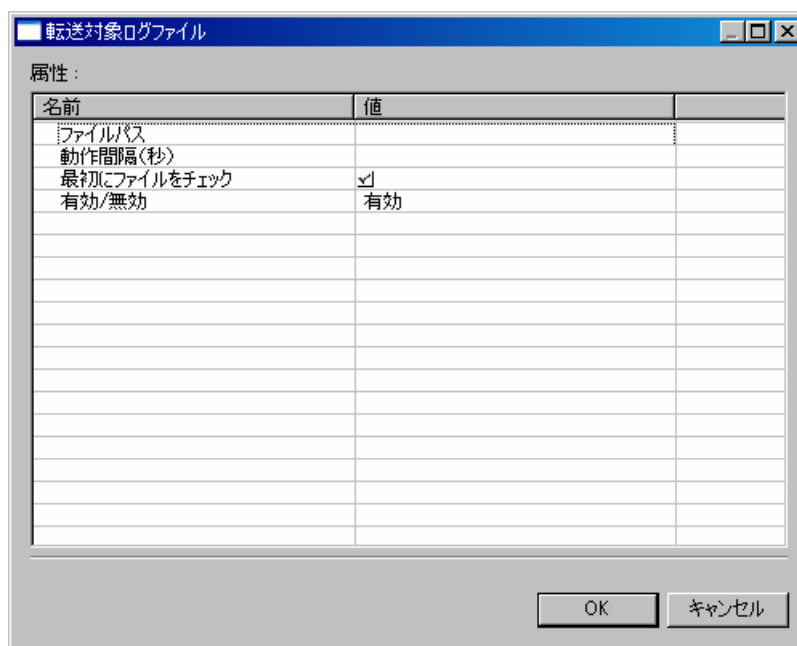 転送対象ログファイル
属性：
名前 値
ファイルパス
動作間隔(秒)
最初にファイルをチェック
有効/無効 有効
OK キャンセル